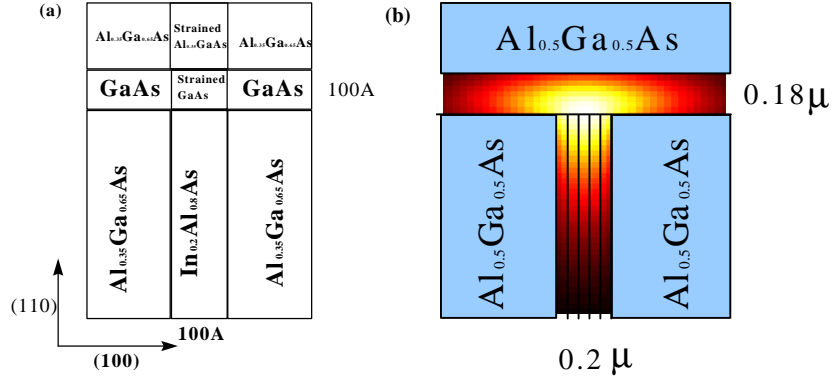 (a)
Al0.35Ga0.65As
Strained
Al0.35GaAs
Al0.35Ga0.65As
GaAs
Strained
GaAs
GaAs
100A
Al0.35Ga0.65As
In0.2Al0.8As
Al0.35Ga0.65As
(110)
100A
(100)
(b)
Al0.5Ga0.5As
0.18μ
Al0.5Ga0.5As
Al0.5Ga0.5As
0.2 μ